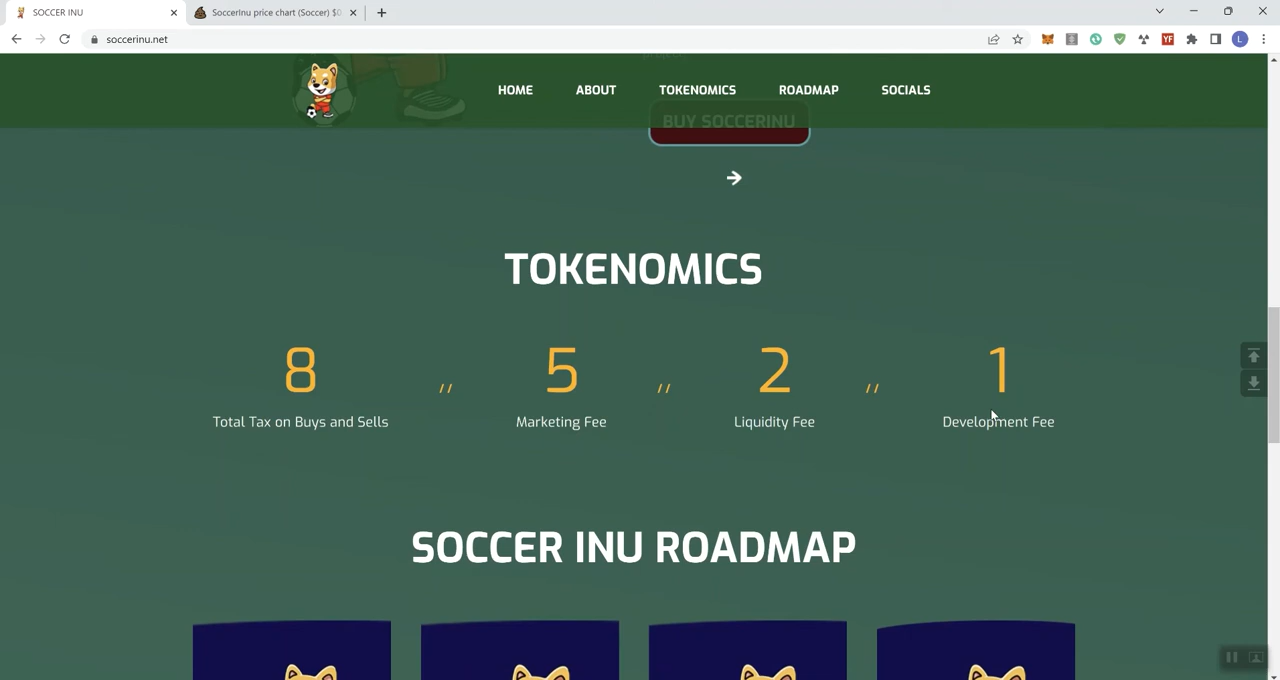 SOCCER INU
Soccerinu price chart (Soccer) $0
soccerinu.net
YF
L
HOME
ABOUT
TOKENOMICS
ROADMAP
SOCIALS
BUY SOCCERINU
TOKENOMICS
8 // 5 // 2 // 1
Total Tax on Buys and Sells
Marketing Fee
Liquidity Fee
Development Fee
SOCCER INU ROADMAP